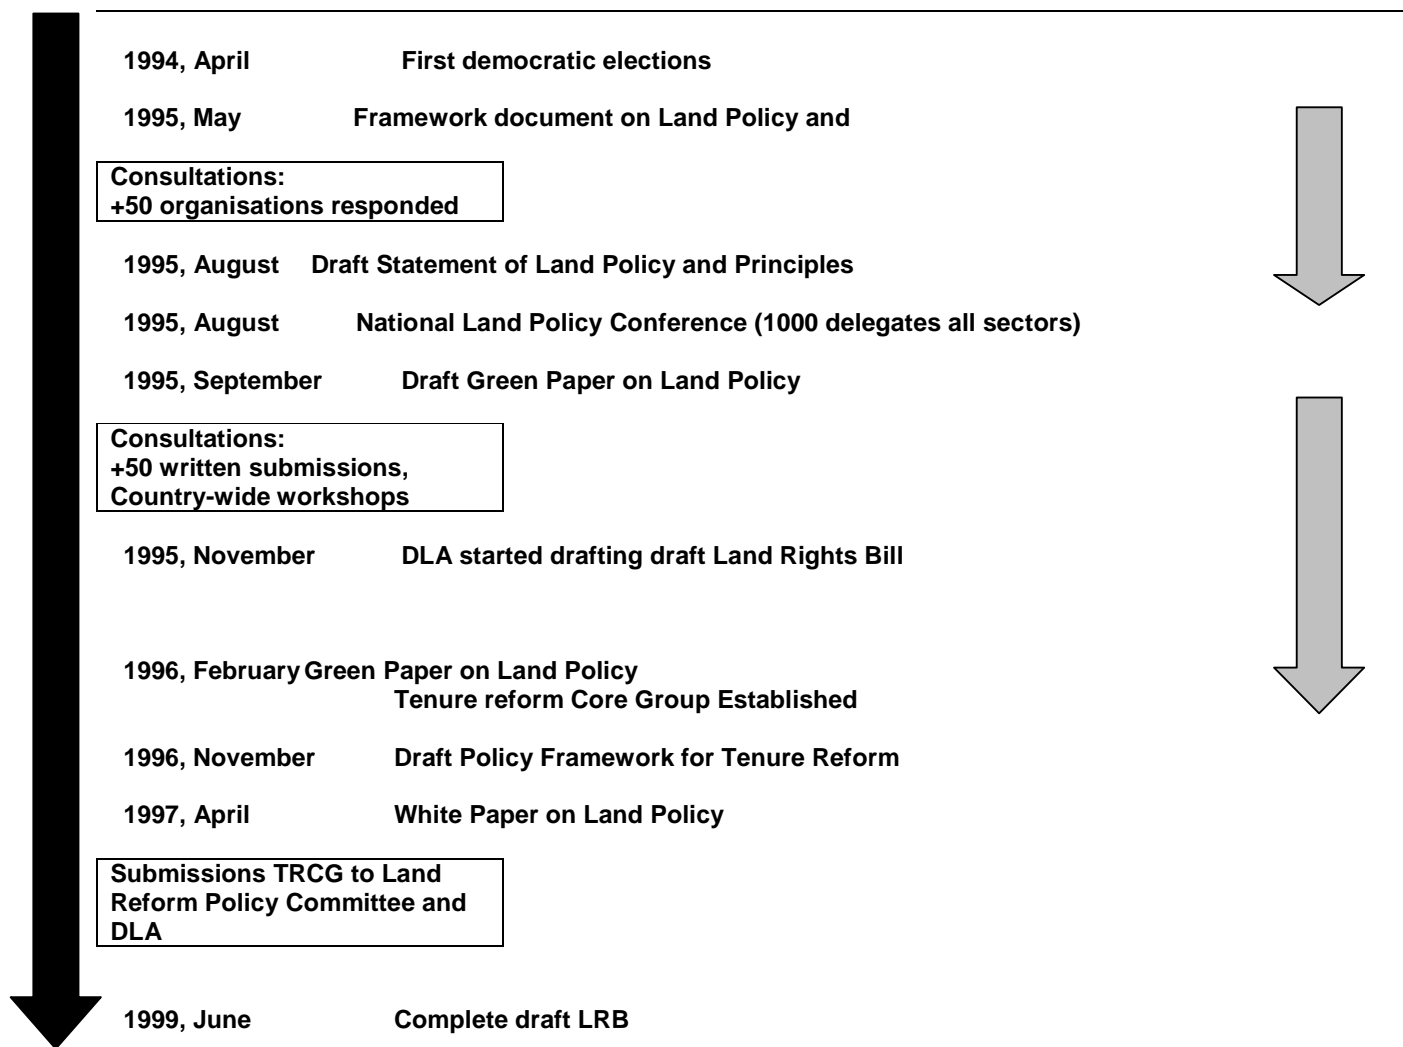 1994, April First democratic elections
1995, May Framework document on Land Policy and
Consultations:
+50 organisations responded
1995, August Draft Statement of Land Policy and Principles
1995, August National Land Policy Conference (1000 delegates all sectors)
1995, September Draft Green Paper on Land Policy
Consultations:
+50 written submissions,
Country-wide workshops
1995, November DLA started drafting draft Land Rights Bill
1996, February Green Paper on Land Policy
Tenure reform Core Group Established
1996, November Draft Policy Framework for Tenure Reform
1997, April White Paper on Land Policy
Submissions TRCG to Land
Reform Policy Committee and
DLA
1999, June Complete draft LRB